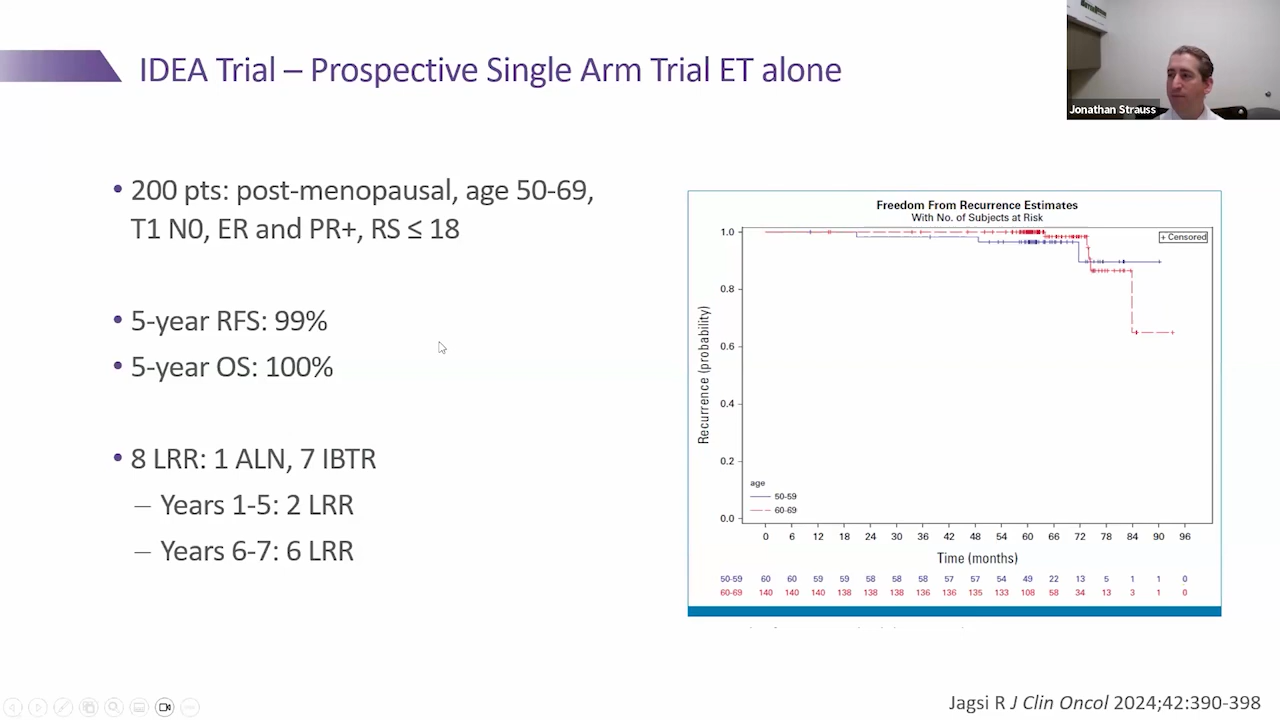 IDEA Trial – Prospective Single Arm Trial ET alone
Jonathan Strauss
• 200 pts: post-menopausal, age 50-69,
T1 N0, ER and PR+, RS ≤ 18
• 5-year RFS: 99%
• 5-year OS: 100%
• 8 LRR: 1 ALN, 7 IBTR
– Years 1-5: 2 LRR
– Years 6-7: 6 LRR
Freedom From Recurrence Estimates
With No. of Subjects at Risk
+ Censored
Recurrence (probability)
1.0
0.8
0.6
0.4
0.2
0.0
age
50-59
60-69
0 6 12 18 24 30 36 42 48 54 60 66 72 78 84 90 96
Time (months)
50-59 60 60 59 59 58 58 58 57 57 54 49 22 13 5 1 1 0
60-69 140 140 140 138 138 138 136 136 135 133 108 58 34 13 3 1 0
Jagsi R J Clin Oncol 2024;42:390-398